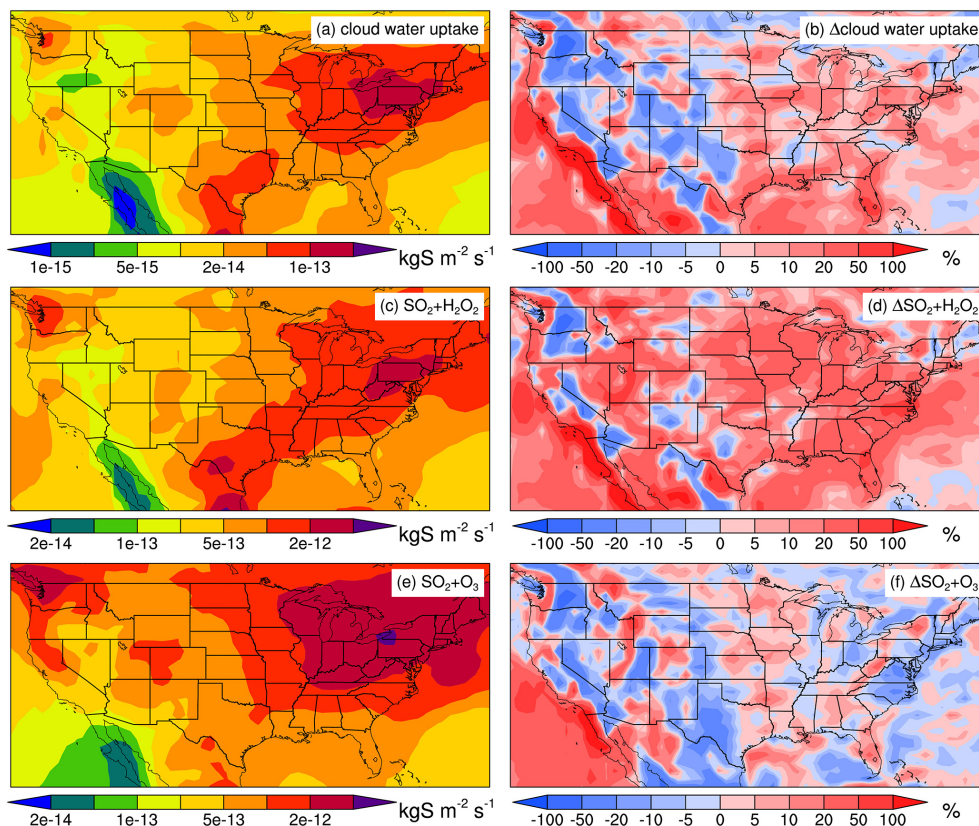 (a) cloud water uptake
(b) Δcloud water uptake
1e-15 5e-15 2e-14 1e-13 kgS m⁻² s⁻¹
-100 -50 -20 -10 -5 0 5 10 20 50 100 %
(c) SO₂+H₂O₂
(d) ΔSO₂+H₂O₂
2e-14 1e-13 5e-13 2e-12 kgS m⁻² s⁻¹
-100 -50 -20 -10 -5 0 5 10 20 50 100 %
(e) SO₂+O₃
(f) ΔSO₂+O₃
2e-14 1e-13 5e-13 2e-12 kgS m⁻² s⁻¹
-100 -50 -20 -10 -5 0 5 10 20 50 100 %